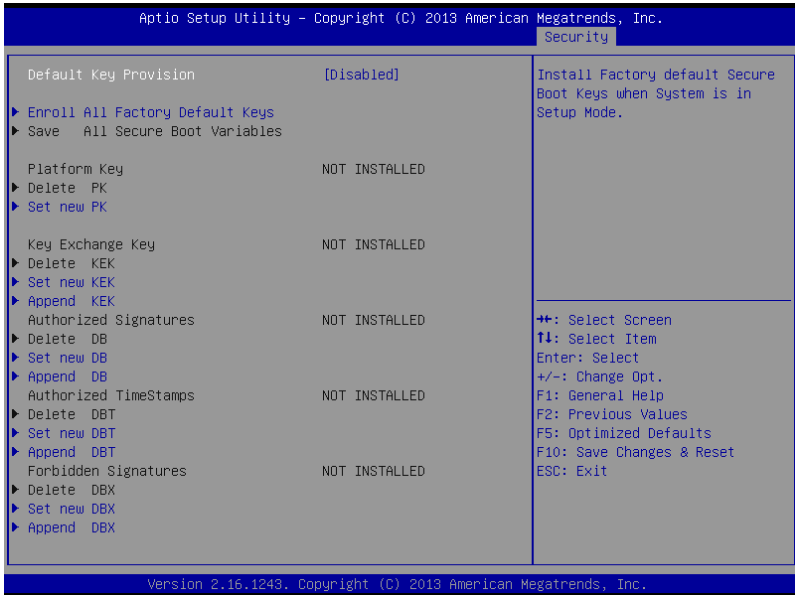 Aptio Setup Utility – Copyright (C) 2013 American Megatrends, Inc.
Security
Default Key Provision [Disabled]
Enroll All Factory Default Keys
Save All Secure Boot Variables
Platform Key NOT INSTALLED
Delete PK
Set new PK
Key Exchange Key NOT INSTALLED
Delete KEK
Set new KEK
Append KEK
Authorized Signatures NOT INSTALLED
Delete DB
Set new DB
Append DB
Authorized TimeStamps NOT INSTALLED
Delete DBT
Set new DBT
Append DBT
Forbidden Signatures NOT INSTALLED
Delete DBX
Set new DBX
Append DBX
Install Factory default Secure
Boot Keys when System is in
Setup Mode.
→←: Select Screen
↑↓: Select Item
Enter: Select
+/-: Change Opt.
F1: General Help
F2: Previous Values
F5: Optimized Defaults
F10: Save Changes & Reset
ESC: Exit
Version 2.16.1243. Copyright (C) 2013 American Megatrends, Inc.